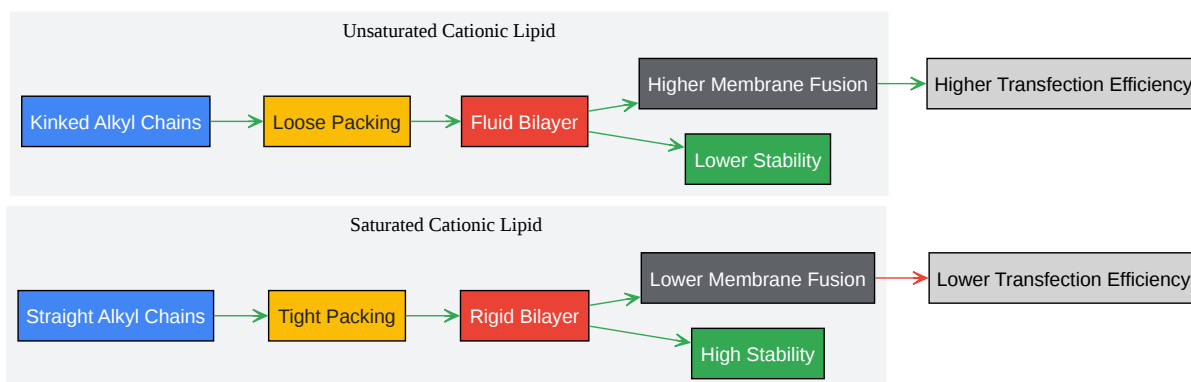 Unsaturated Cationic Lipid
Kinked Alkyl Chains
Loose Packing
Fluid Bilayer
Higher Membrane Fusion
Lower Stability
Higher Transfection Efficiency
Saturated Cationic Lipid
Straight Alkyl Chains
Tight Packing
Rigid Bilayer
Lower Membrane Fusion
High Stability
Lower Transfection Efficiency